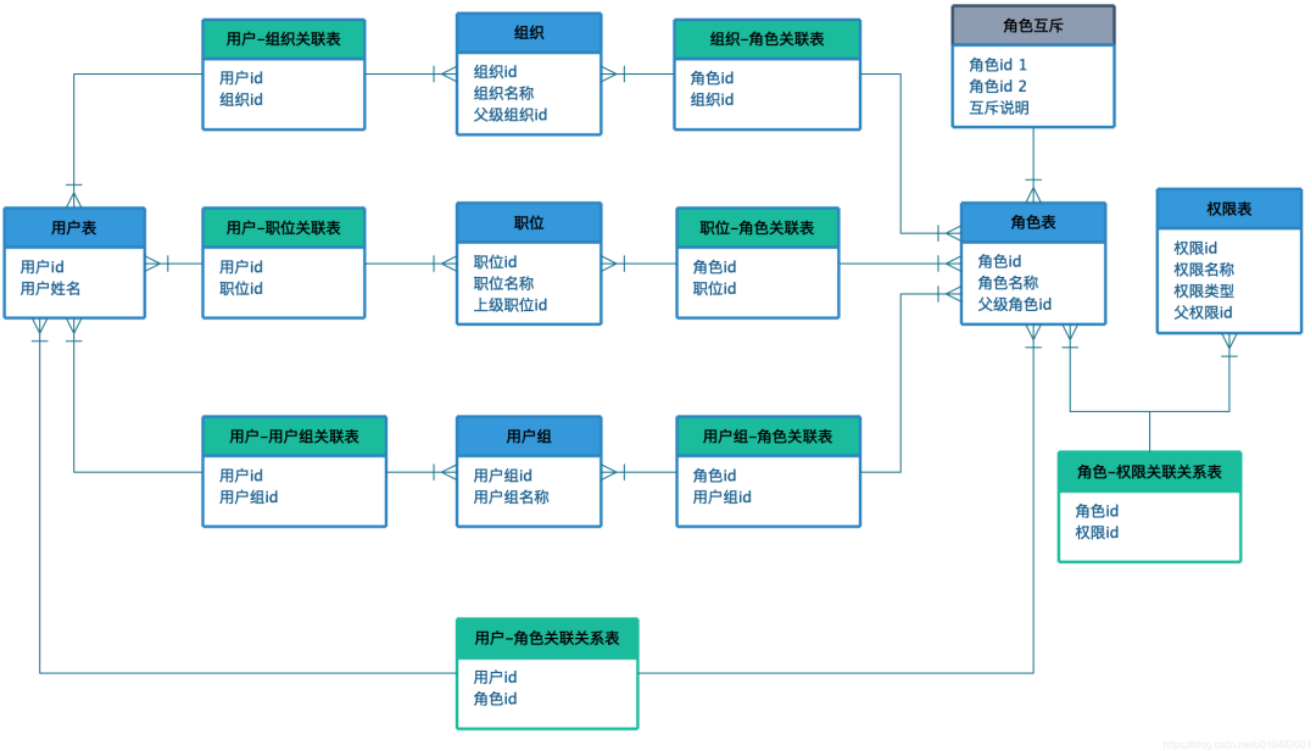 用户-组织关联表
用户id
组织id
组织
组织id
组织名称
父级组织id
组织-角色关联表
角色id
组织id
角色互斥
角色id 1
角色id 2
互斥说明
用户表
用户id
用户姓名
用户-职位关联表
用户id
职位id
职位
职位id
职位名称
上级职位id
职位-角色关联表
角色id
职位id
角色表
角色id
角色名称
父级角色id
权限表
权限id
权限名称
权限类型
父权限id
用户-用户组关联表
用户id
用户组id
用户组
用户组id
用户组名称
用户组-角色关联表
角色id
用户组id
角色-权限关联关系表
角色id
权限id
用户-角色关联关系表
用户id
角色id